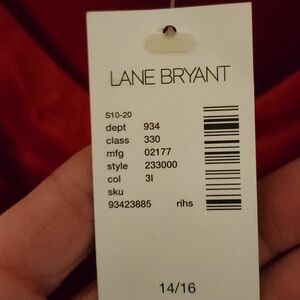 LANE BRYANT
S10-20
dept 934
class 330
mfg 02177
style 233000
col 3I
sku
93423885 rihs
14/16